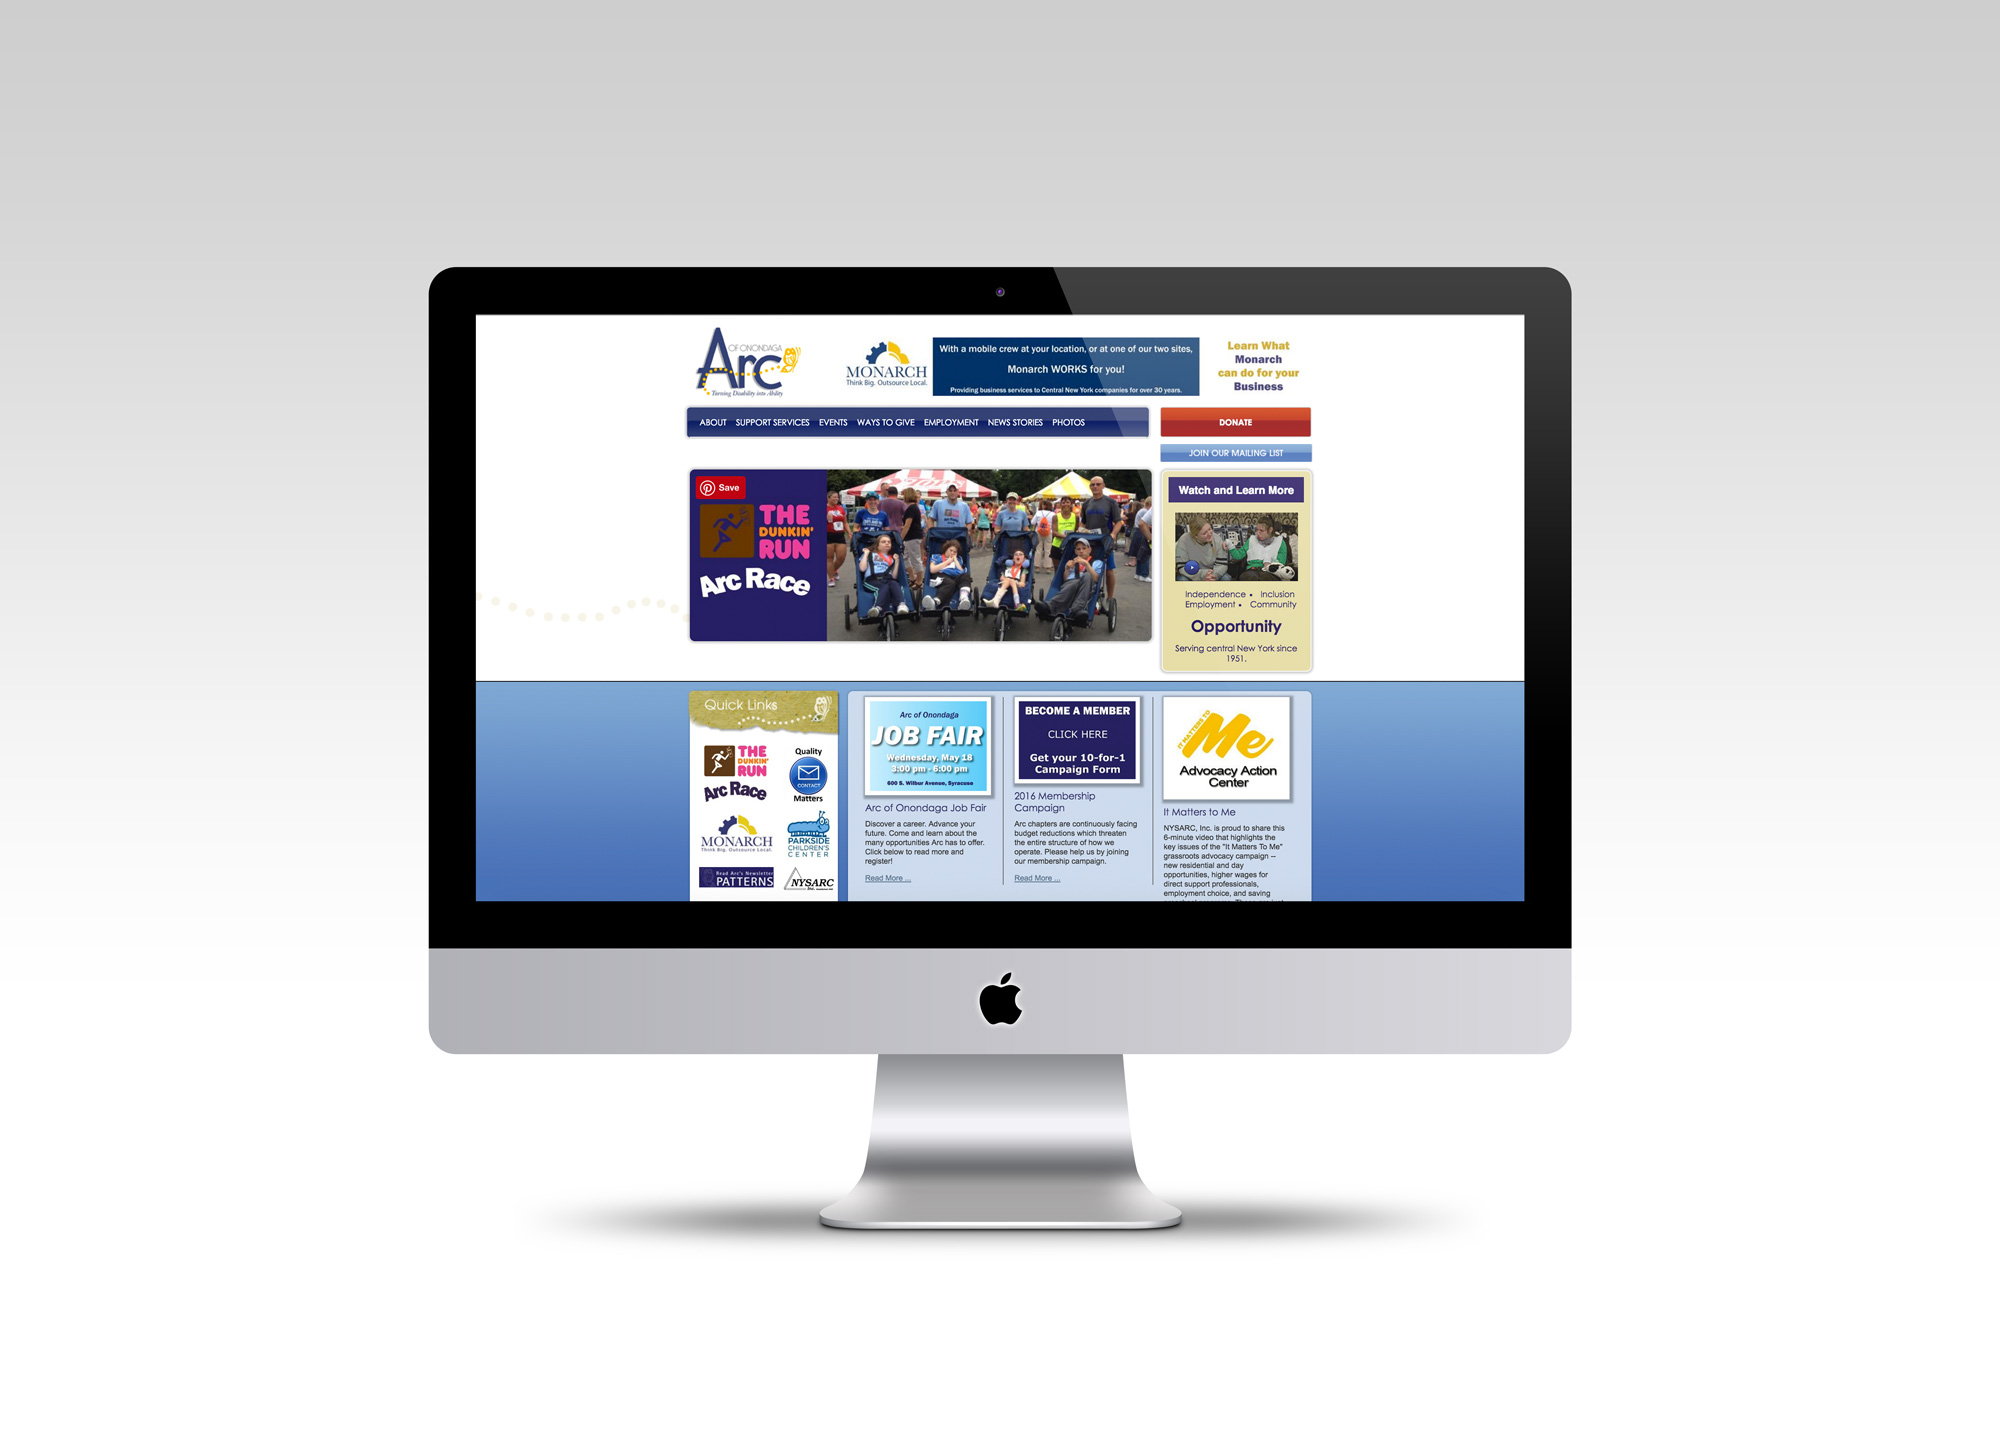 OF ONONDAGA
Arc
Turning Disability into Ability
MONARCH
Think Big. Outsource Local.
With a mobile crew at your location, or at one of our two sites,
Monarch WORKS for you!
Providing business services to Central New York companies for over 30 years.
Learn What
Monarch
can do for your
Business
ABOUT SUPPORT SERVICES EVENTS WAYS TO GIVE EMPLOYMENT NEWS STORIES PHOTOS
DONATE
JOIN OUR MAILING LIST
Save
THE
DUNKIN'
RUN
Arc Race
Watch and Learn More
Independence • Inclusion
Employment • Community
Opportunity
Serving central New York since
1951.
Quick Links
THE
DUNKIN'
RUN
Arc Race
Quality
CONTACT
Matters
MONARCH
Think Big. Outsource Local.
PARKSIDE
CHILDREN'S
CENTER
Read Arc's Newsletter
PATTERNS
NYSARC
Arc of Onondaga
JOB FAIR
Wednesday, May 18
3:00 pm - 6:00 pm
600 S. Wilbur Avenue, Syracuse
Arc of Onondaga Job Fair
Discover a career. Advance your
future. Come and learn about the
many opportunities Arc has to offer.
Click below to read more and
register!
Read More ...
BECOME A MEMBER
CLICK HERE
Get your 10-for-1
Campaign Form
2016 Membership
Campaign
Arc chapters are continuously facing
budget reductions which threaten
the entire structure of how we
operate. Please help us by joining
our membership campaign.
Read More ...
IT MATTERS TO
Me
Advocacy Action
Center
It Matters to Me
NYSARC, Inc. is proud to share this
6-minute video that highlights the
key issues of the "It Matters To Me"
grassroots advocacy campaign --
new residential and day
opportunities, higher wages for
direct support professionals,
employment choice, and saving